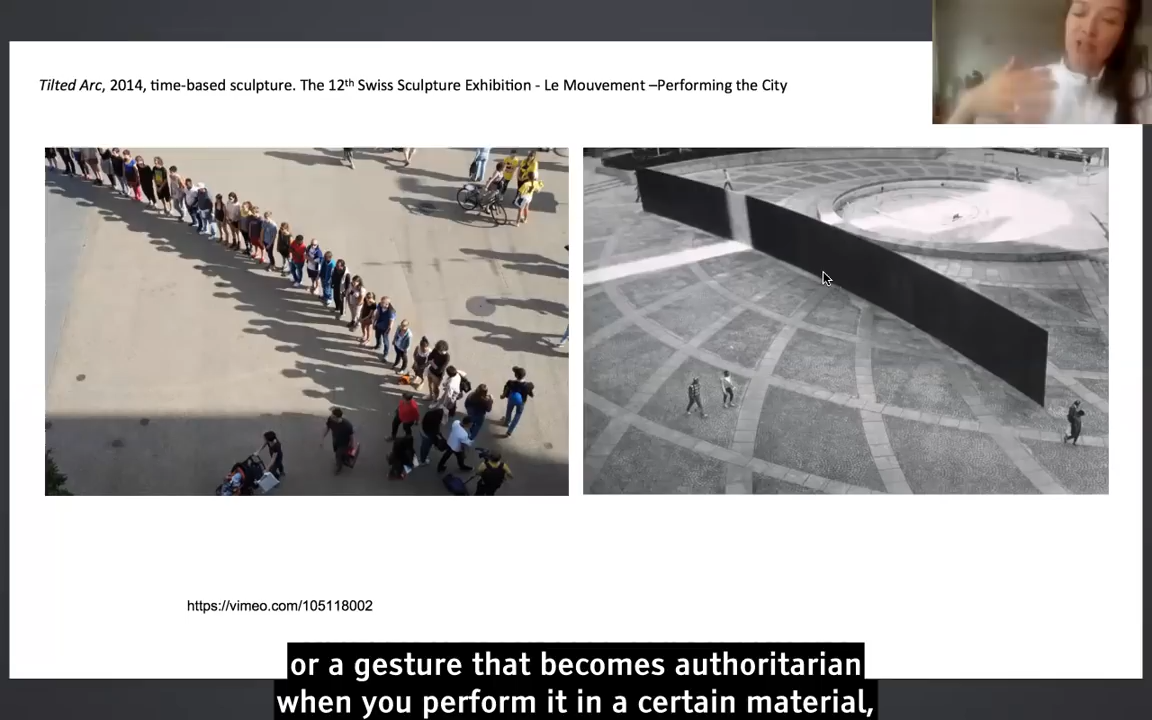 Tilted Arc, 2014, time-based sculpture. The 12th Swiss Sculpture Exhibition - Le Mouvement –Performing the City
https://vimeo.com/105118002
or a gesture that becomes authoritarian
when you perform it in a certain material,